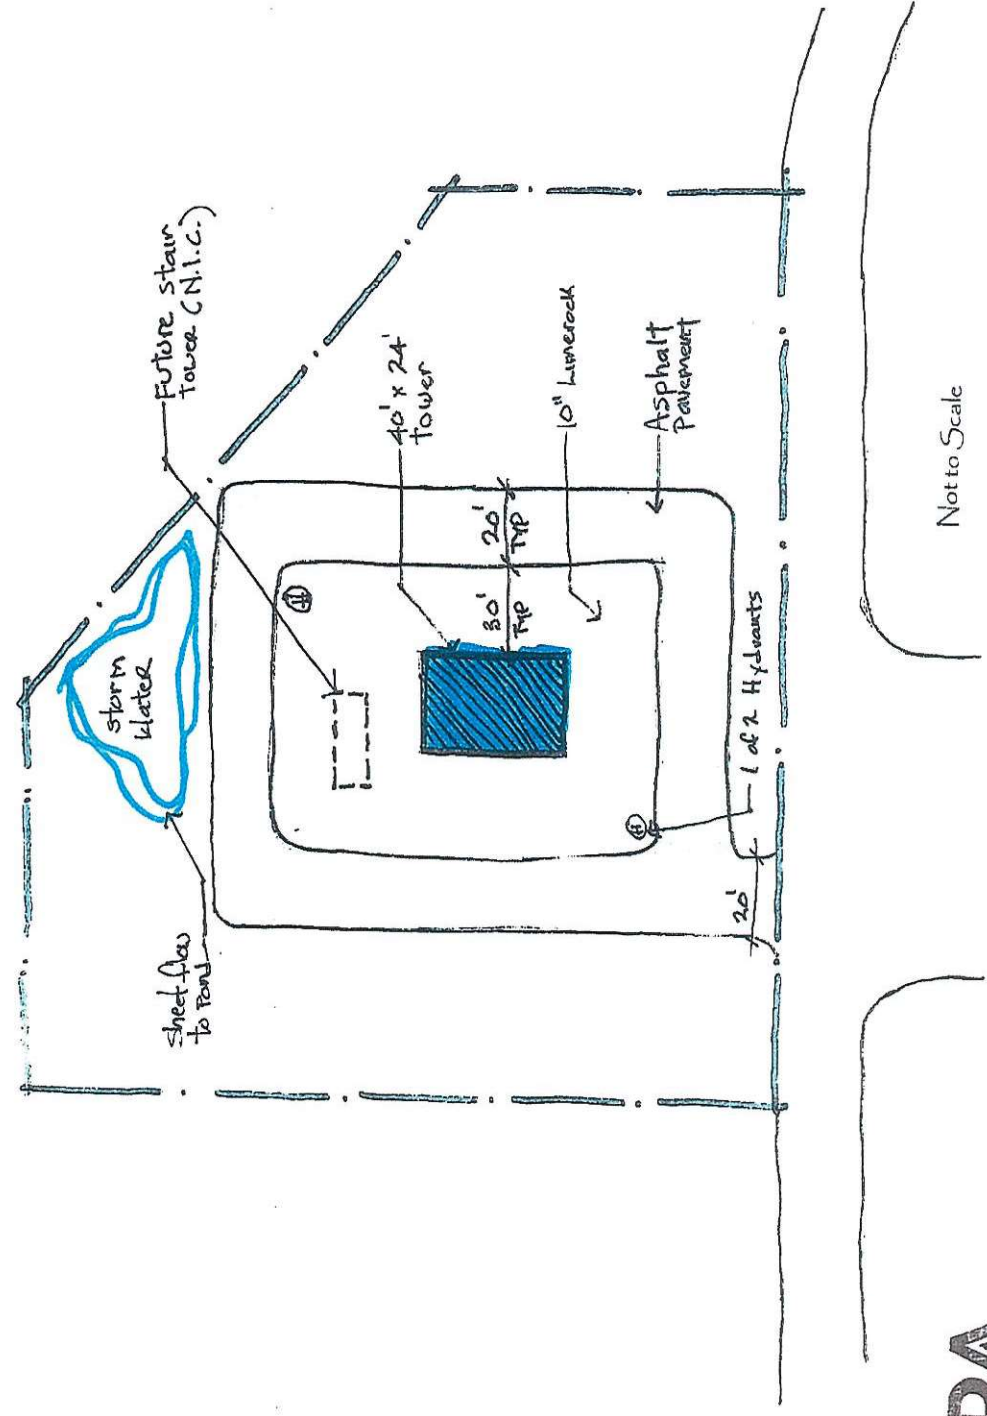 Future stair
tower (N.I.C.)
40' x 24'
tower
10" Limerock
Asphalt
Pavement
20'
TYP
30'
TYP
H
storm
Water
Sheet flow
to Pond
H
1 of 2 Hydrants
20'
Not to Scale